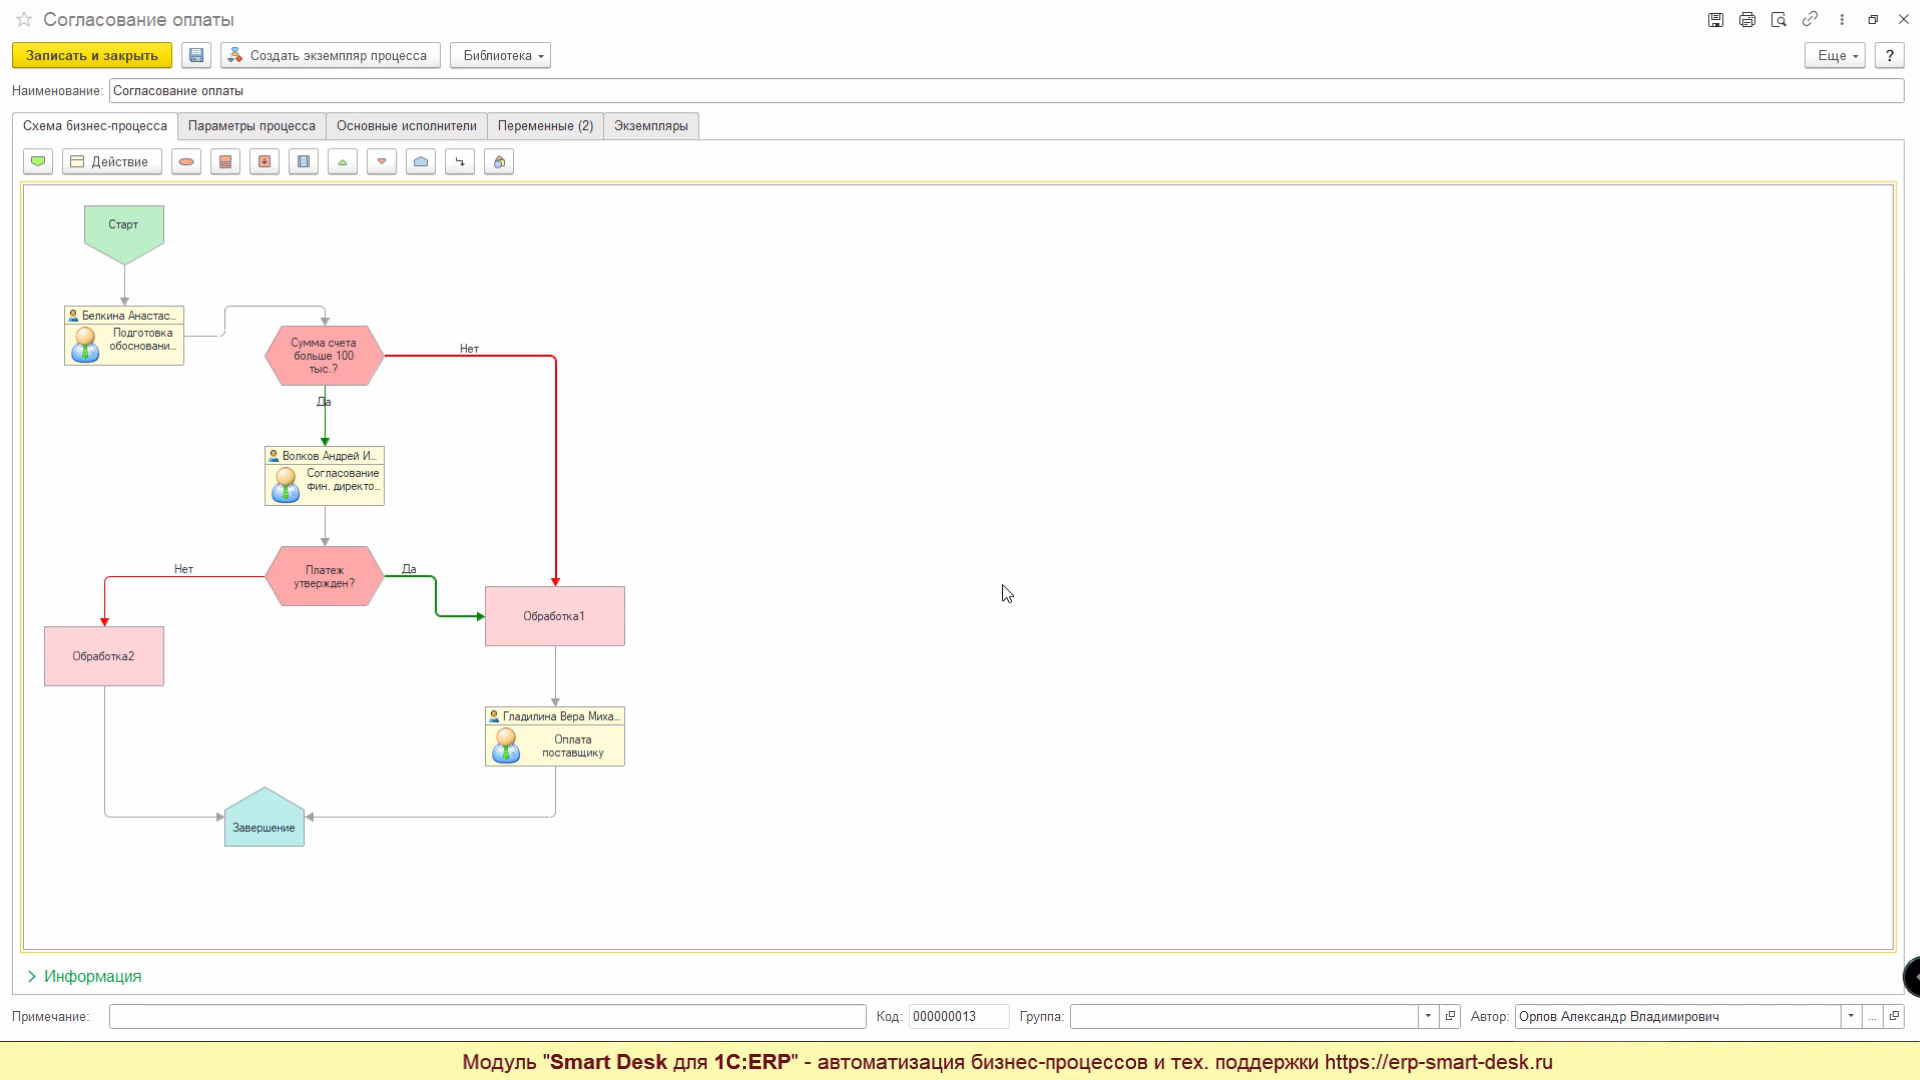 Согласование оплаты
Записать и закрыть
Создать экземпляр процесса
Библиотека
Еще
?
Наименование: Согласование оплаты
Схема бизнес-процесса
Параметры процесса
Основные исполнители
Переменные (2)
Экземпляры
Действие
Старт
Белкина Анастас...
Подготовка
обосновани...
Сумма счета
больше 100
тыс.?
Нет
Да
Волков Андрей И...
Согласование
фин. директо...
Нет
Платеж
утвержден?
Да
Обработка1
Обработка2
Гладилина Вера Миха...
Оплата
поставщику
Завершение
Информация
Примечание:
Код: 000000013
Группа:
Автор: Орлов Александр Владимирович
...
Модуль "Smart Desk для 1С:ERP" - автоматизация бизнес-процессов и тех. поддержки https://erp-smart-desk.ru